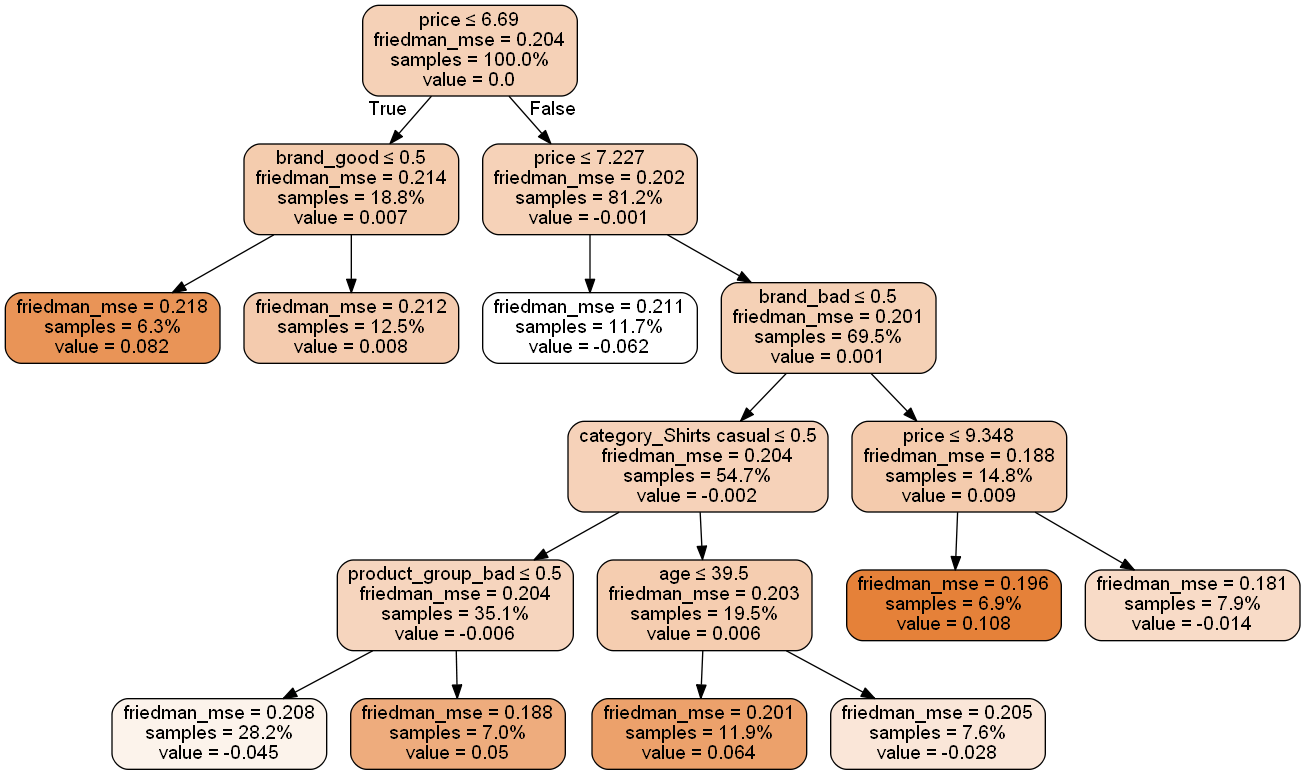 price ≤ 6.69
friedman_mse = 0.204
samples = 100.0%
value = 0.0
True
False
brand_good ≤ 0.5
friedman_mse = 0.214
samples = 18.8%
value = 0.007
price ≤ 7.227
friedman_mse = 0.202
samples = 81.2%
value = -0.001
friedman_mse = 0.218
samples = 6.3%
value = 0.082
friedman_mse = 0.212
samples = 12.5%
value = 0.008
friedman_mse = 0.211
samples = 11.7%
value = -0.062
brand_bad ≤ 0.5
friedman_mse = 0.201
samples = 69.5%
value = 0.001
category_Shirts casual ≤ 0.5
friedman_mse = 0.204
samples = 54.7%
value = -0.002
price ≤ 9.348
friedman_mse = 0.188
samples = 14.8%
value = 0.009
product_group_bad ≤ 0.5
friedman_mse = 0.204
samples = 35.1%
value = -0.006
age ≤ 39.5
friedman_mse = 0.203
samples = 19.5%
value = 0.006
friedman_mse = 0.196
samples = 6.9%
value = 0.108
friedman_mse = 0.181
samples = 7.9%
value = -0.014
friedman_mse = 0.208
samples = 28.2%
value = -0.045
friedman_mse = 0.188
samples = 7.0%
value = 0.05
friedman_mse = 0.201
samples = 11.9%
value = 0.064
friedman_mse = 0.205
samples = 7.6%
value = -0.028